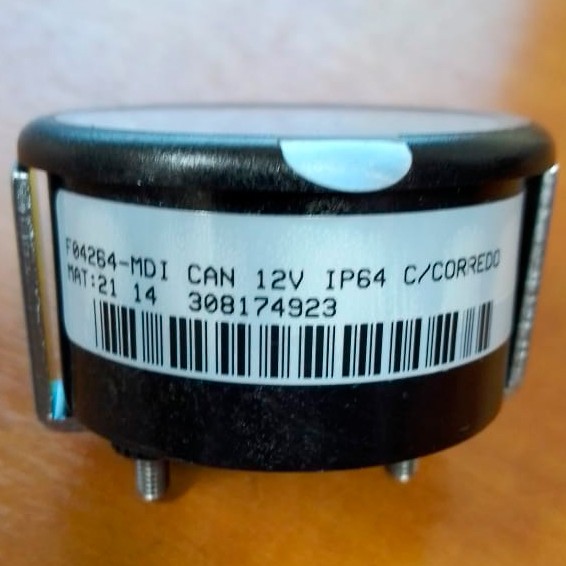 F04264-MDI CAN 12V IP64 C/CORREDO
MAT:21 14 308174923